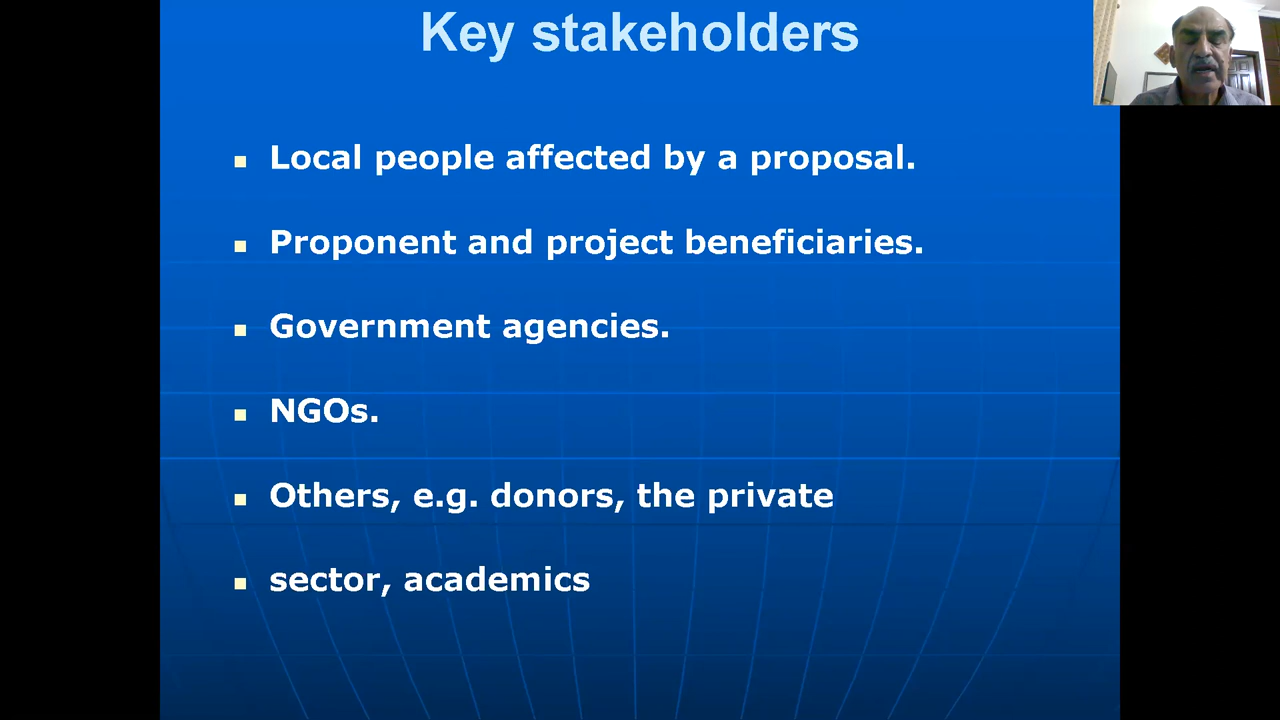 Key stakeholders
Local people affected by a proposal.
Proponent and project beneficiaries.
Government agencies.
NGOs.
Others, e.g. donors, the private
sector, academics